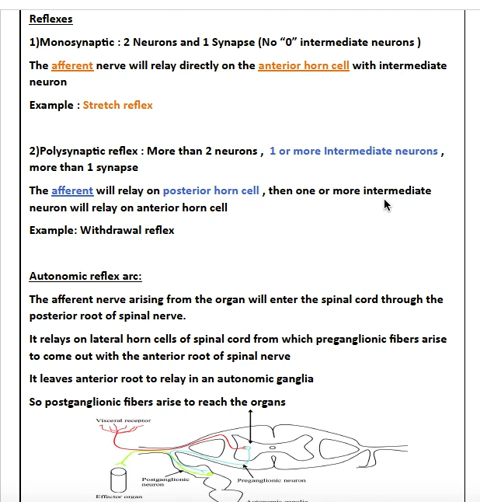 Reflexes
1)Monosynaptic : 2 Neurons and 1 Synapse (No “0” intermediate neurons )
The afferent nerve will relay directly on the anterior horn cell with intermediate
neuron
Example : Stretch reflex
2)Polysynaptic reflex : More than 2 neurons , 1 or more Intermediate neurons ,
more than 1 synapse
The afferent will relay on posterior horn cell , then one or more intermediate
neuron will relay on anterior horn cell
Example: Withdrawal reflex
Autonomic reflex arc:
The afferent nerve arising from the organ will enter the spinal cord through the
posterior root of spinal nerve.
It relays on lateral horn cells of spinal cord from which preganglionic fibers arise
to come out with the anterior root of spinal nerve
It leaves anterior root to relay in an autonomic ganglia
So postganglionic fibers arise to reach the organs
Visceral receptor
Postganglionic
neuron
Preganglionic neuron
Effector organ
Autonomic ganglia